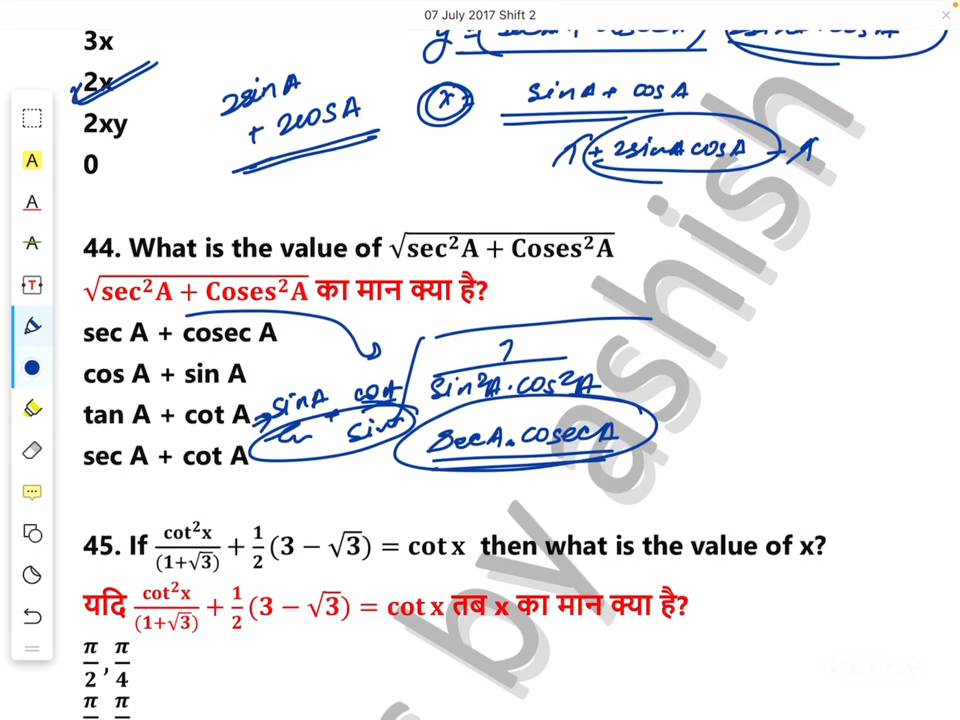 07 July 2017 Shift 2
3x
2x
2xy
0
2sinA
+ 2cosA
x =
sinA + cosA
1 + 2sinA cosA - 1
44. What is the value of √sec²A + Coses²A
√sec²A + Coses²A का मान क्या है?
sec A + cosec A
cos A + sin A
tan A + cot A
sec A + cot A
1
sin²A . cos²A
secA . cosecA
sinA +
45. If cot²x/(1+√3) + 1/2 (3 − √3) = cot x then what is the value of x?
यदि cot²x/(1+√3) + 1/2 (3 − √3) = cot x तब x का मान क्या है?
π/2, π/4
π π
by ashish